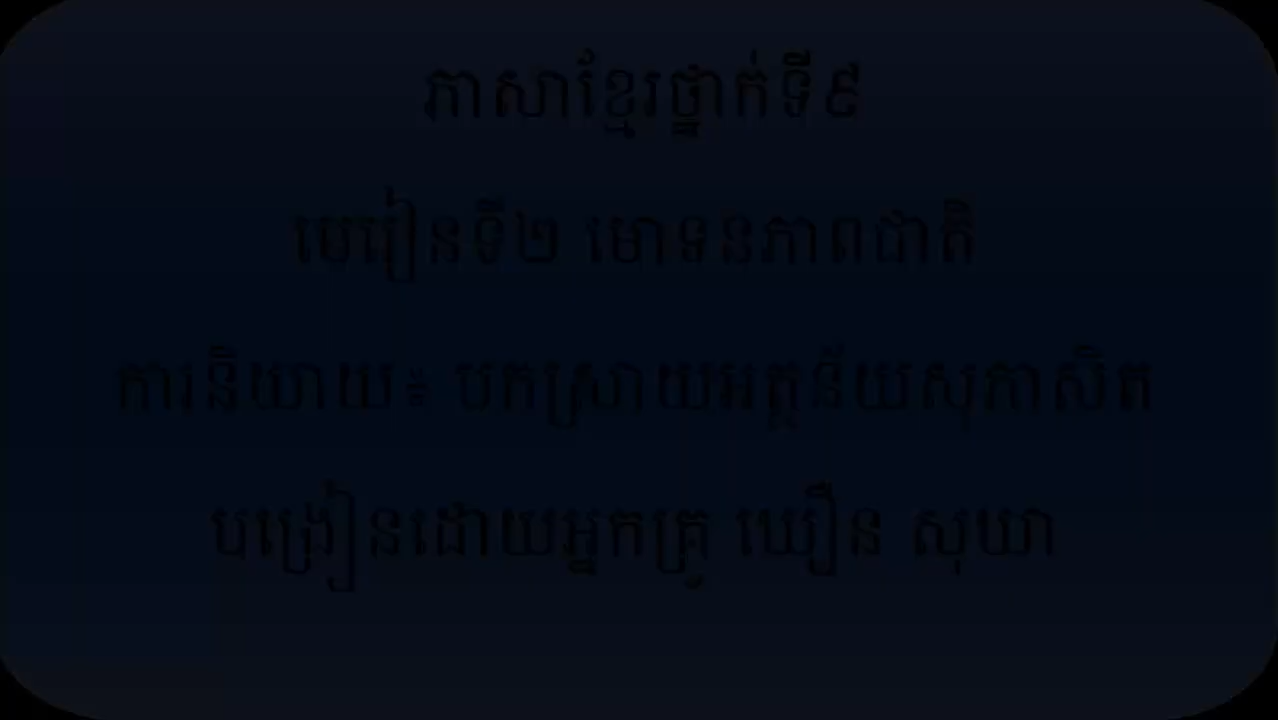 ភាសាខ្មែរថ្នាក់ទី៩
មេរៀនទី២ មោទនភាពជាតិ
ការនិយាយ៖ បកស្រាយអត្ថន័យសុភាសិត
បង្រៀនដោយអ្នកគ្រូ ឃឿន សុឃា